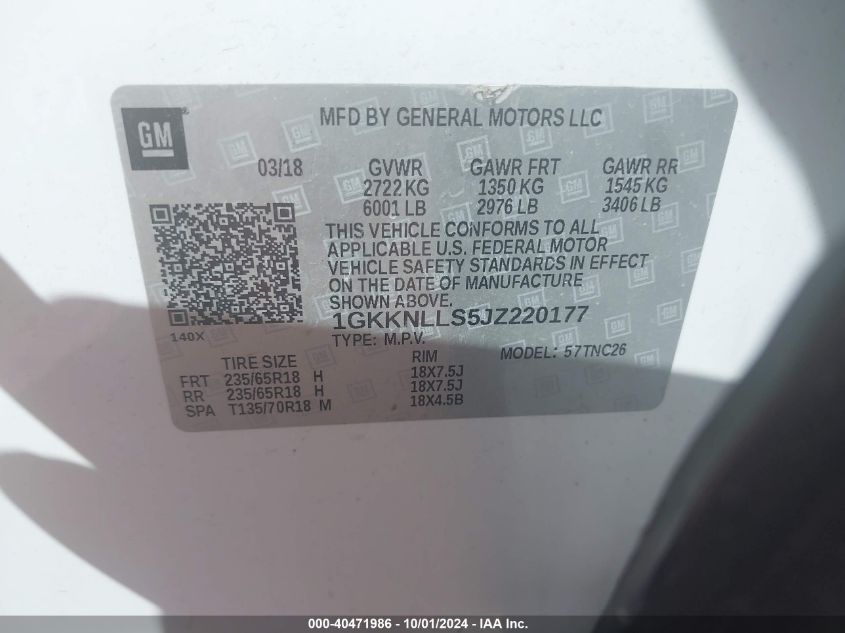 GM
MFD BY GENERAL MOTORS LLC
03/18 GVWR GAWR FRT GAWR RR
2722 KG 1350 KG 1545 KG
6001 LB 2976 LB 3406 LB
THIS VEHICLE CONFORMS TO ALL
APPLICABLE U.S. FEDERAL MOTOR
VEHICLE SAFETY STANDARDS IN EFFECT
ON THE DATE OF MANUFACTURE
SHOWN ABOVE.
1GKKNLLS5JZ220177
140X
TYPE: M.P.V. MODEL: 57TNC26
TIRE SIZE RIM
FRT 235/65R18 H 18X7.5J
RR 235/65R18 H 18X7.5J
SPA T135/70R18 M 18X4.5B
000-40471986 - 10/01/2024 - IAA Inc.